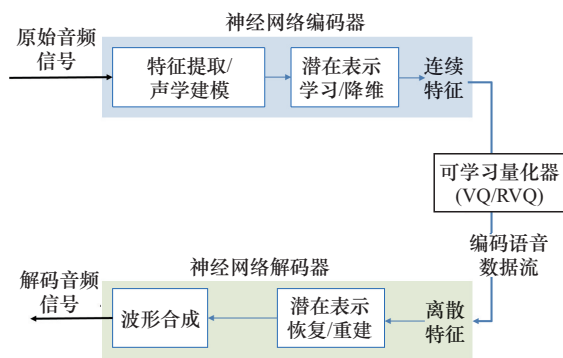 神经网络编码器
原始音频
信号
特征提取/
声学建模
潜在表示
学习/降维
连续
特征
可学习量化器
(VQ/RVQ)
编码语音
数据流
神经网络解码器
解码音频
信号
波形合成
潜在表示
恢复/重建
离散
特征